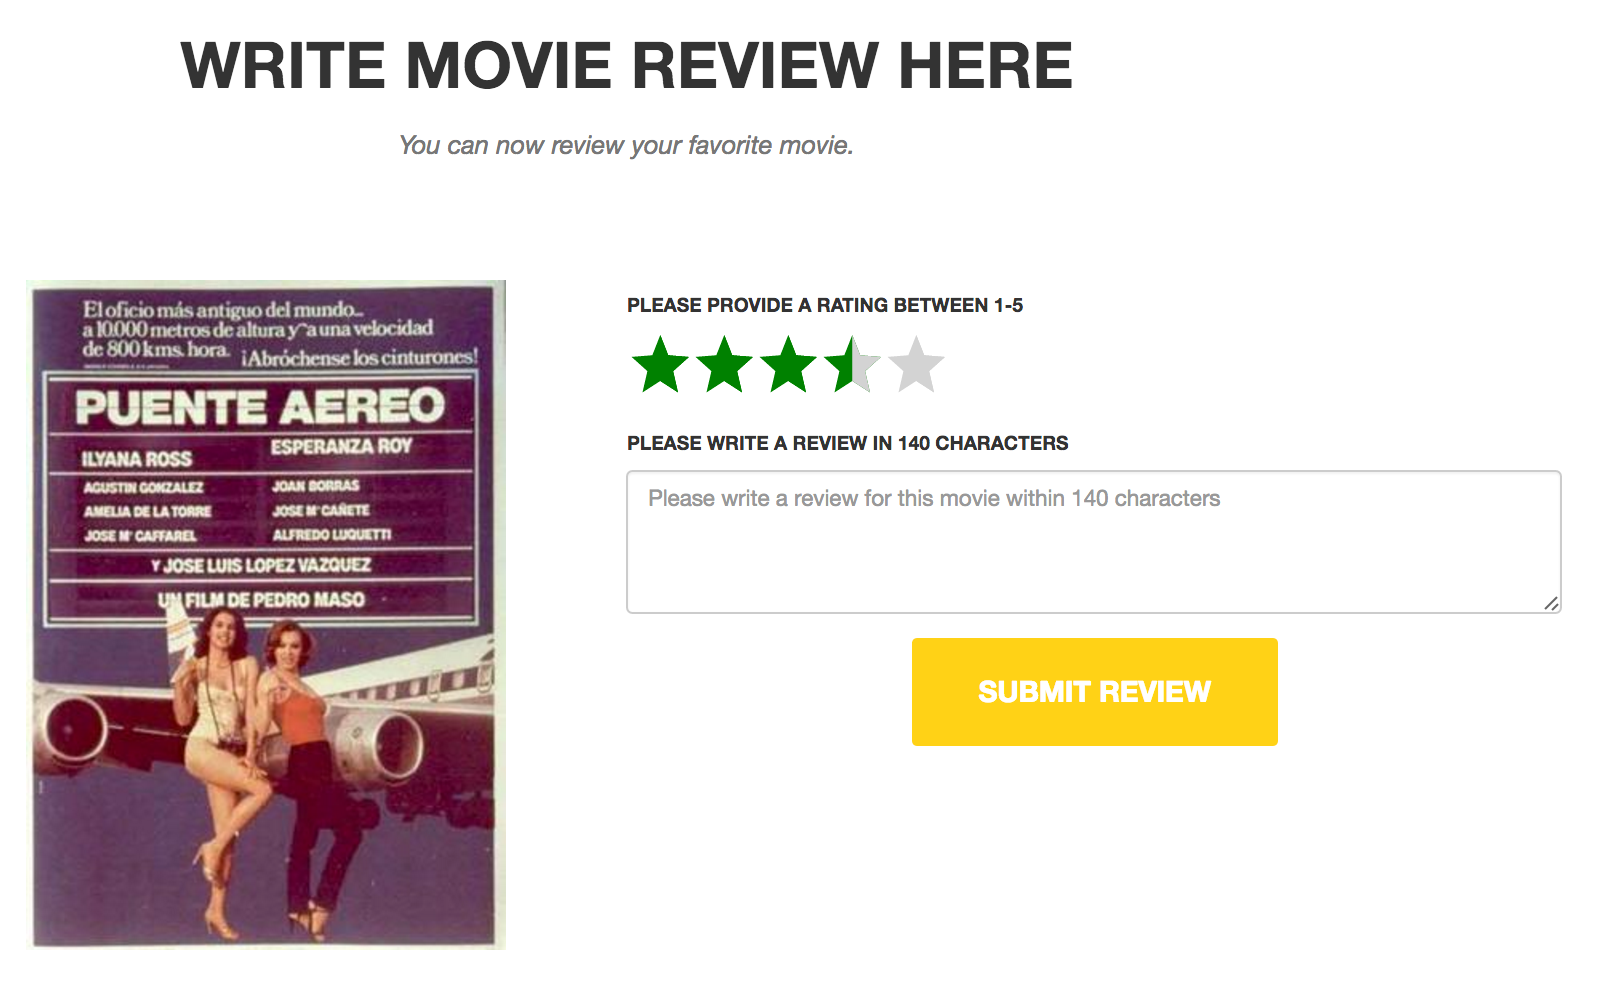 WRITE MOVIE REVIEW HERE
You can now review your favorite movie.
El oficio más antiguo del mundo...
a 10.000 metros de altura y a una velocidad
de 800 kms. hora. ¡Abróchense los cinturones!
PUENTE AEREO
ILYANA ROSS
ESPERANZA ROY
AGUSTIN GONZALEZ
JOAN BORRAS
AMELIA DE LA TORRE
JOSE Mª CAÑETE
JOSE Mª CAFFAREL
ALFREDO LUQUETTI
Y JOSE LUIS LOPEZ VAZQUEZ
UN FILM DE PEDRO MASO
PLEASE PROVIDE A RATING BETWEEN 1-5
PLEASE WRITE A REVIEW IN 140 CHARACTERS
Please write a review for this movie within 140 characters
SUBMIT REVIEW